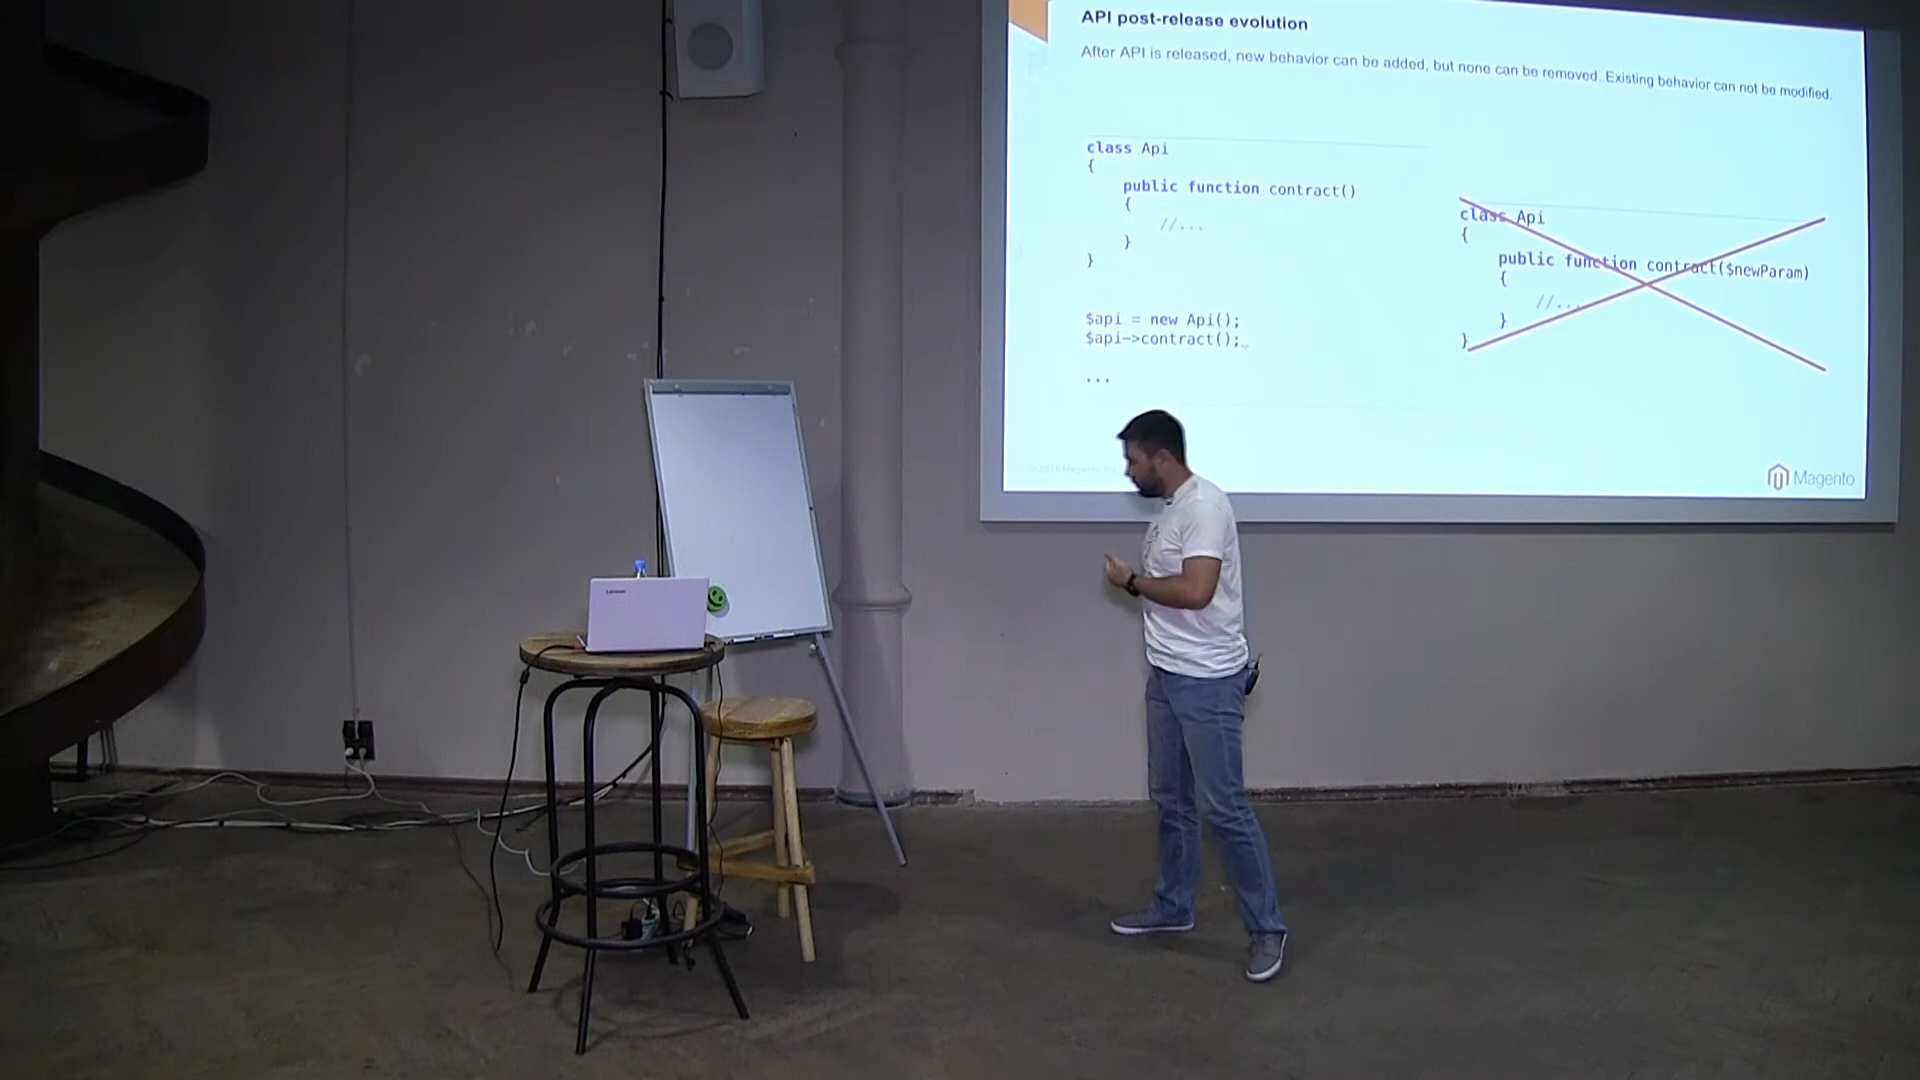 API post-release evolution
After API is released, new behavior can be added, but none can be removed. Existing behavior can not be modified.
class Api
{
public function contract()
{
//...
}
}
$api = new Api();
$api->contract();
...
class Api
{
public function contract($newParam)
{
//...
}
}
Magento
Lenovo